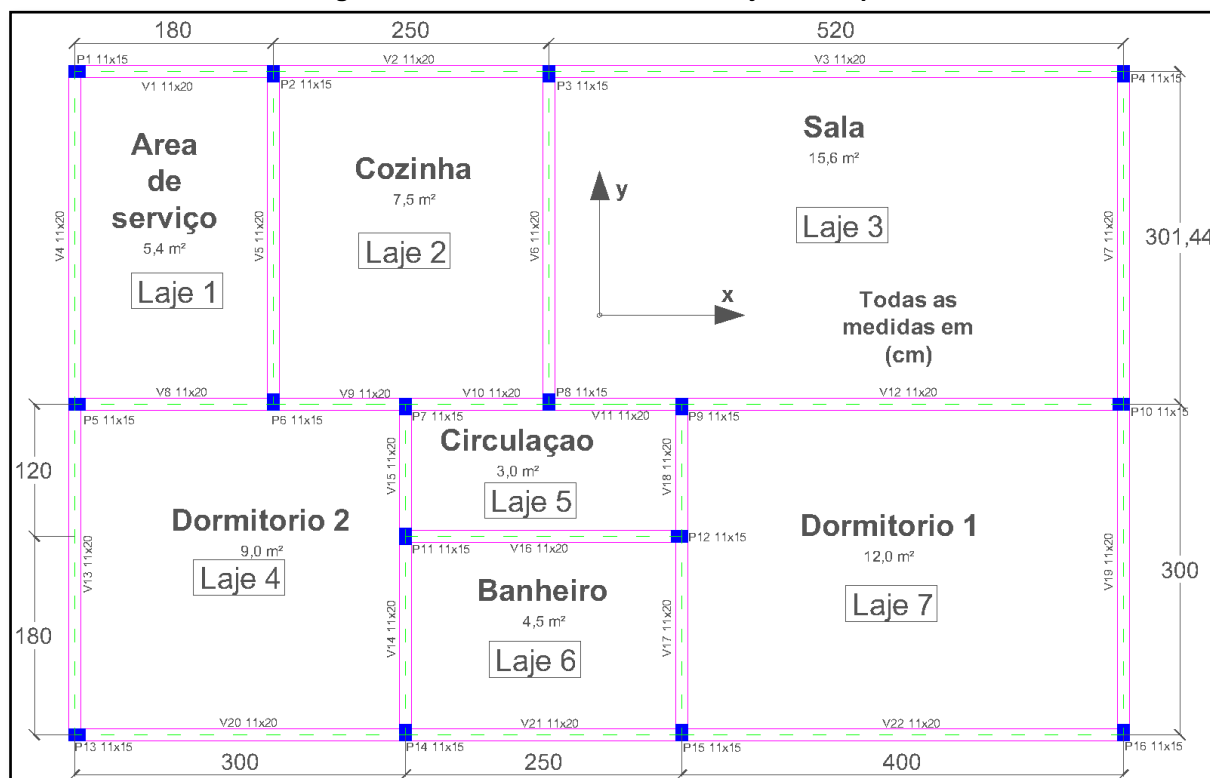 180
250
520
P1 11x15
V2 11x20
V3 11x20
V1 11x20
P2 11x15
P3 11x15
P4 11x15
Area
de
serviço
5,4 m²
Laje 1
Cozinha
7,5 m²
Laje 2
Sala
15,6 m²
Laje 3
y
x
Todas as
medidas em
(cm)
V4 11x20
V5 11x20
V6 11x20
V7 11x20
301,44
V8 11x20
V9 11x20
V10 11x20
P8 11x15
V12 11x20
P5 11x15
P6 11x15
P7 11x15
V11 11x20
P9 11x15
P10 11x15
120
Circulaçao
3,0 m²
Laje 5
V15 11x20
V18 11x20
Dormitorio 2
9,0 m²
Laje 4
Dormitorio 1
12,0 m²
Laje 7
P11 11x15
V16 11x20
P12 11x15
V13 11x20
V19 11x20
300
Banheiro
4,5 m²
Laje 6
V14 11x20
V17 11x20
180
V20 11x20
V21 11x20
V22 11x20
P13 11x15
11x15
P15 11x15
P16 11x15
300
250
400